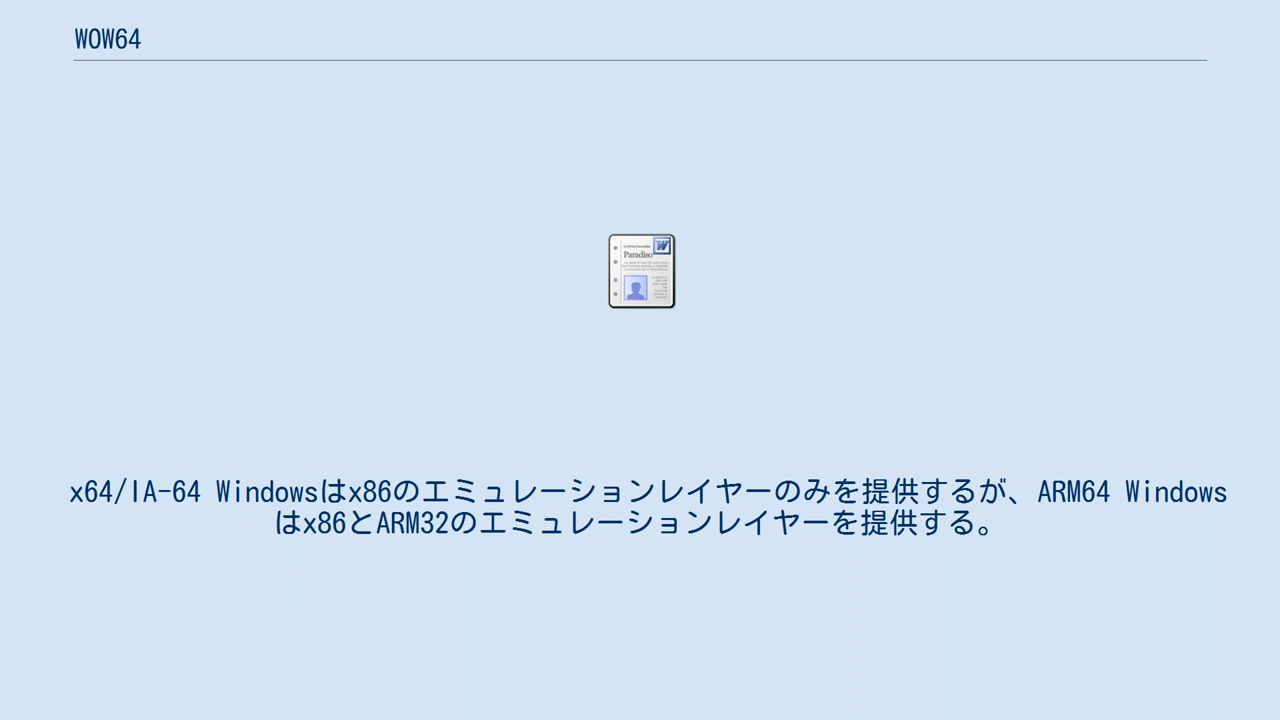 WOW64
Paradiso
W
x64/IA-64 Windowsはx86のエミュレーションレイヤーのみを提供するが、ARM64 Windows
はx86とARM32のエミュレーションレイヤーを提供する。